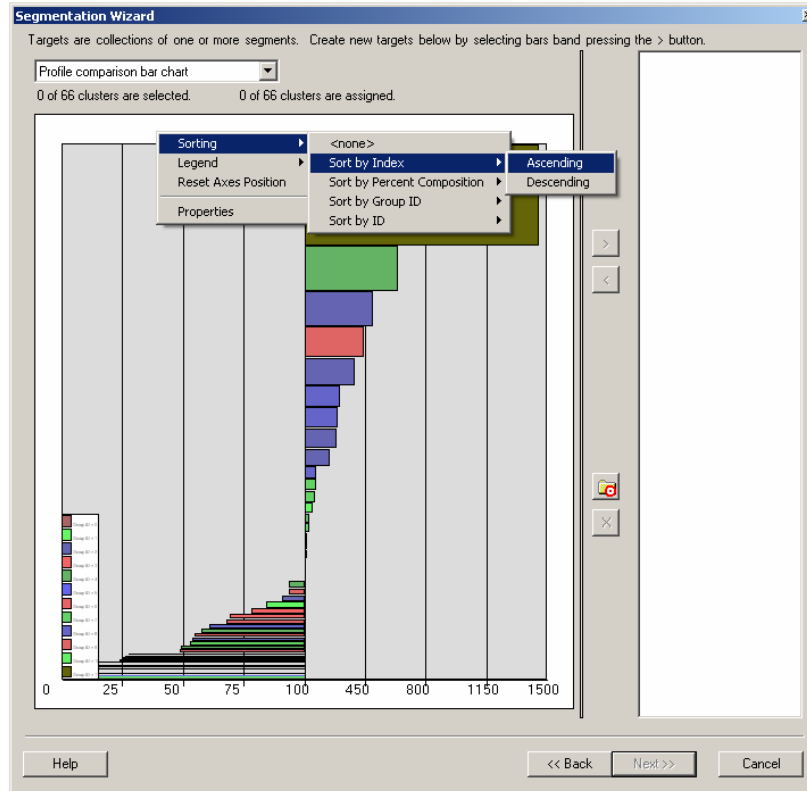 Segmentation Wizard
Targets are collections of one or more segments. Create new targets below by selecting bars band pressing the > button.
Profile comparison bar chart
0 of 66 clusters are selected. 0 of 66 clusters are assigned.
Sorting
Legend
Reset Axes Position
Properties
<none>
Sort by Index
Sort by Percent Composition
Sort by Group ID
Sort by ID
Ascending
Descending
>
<
0 25 50 75 100 450 800 1150 1500
Help << Back Next >> Cancel